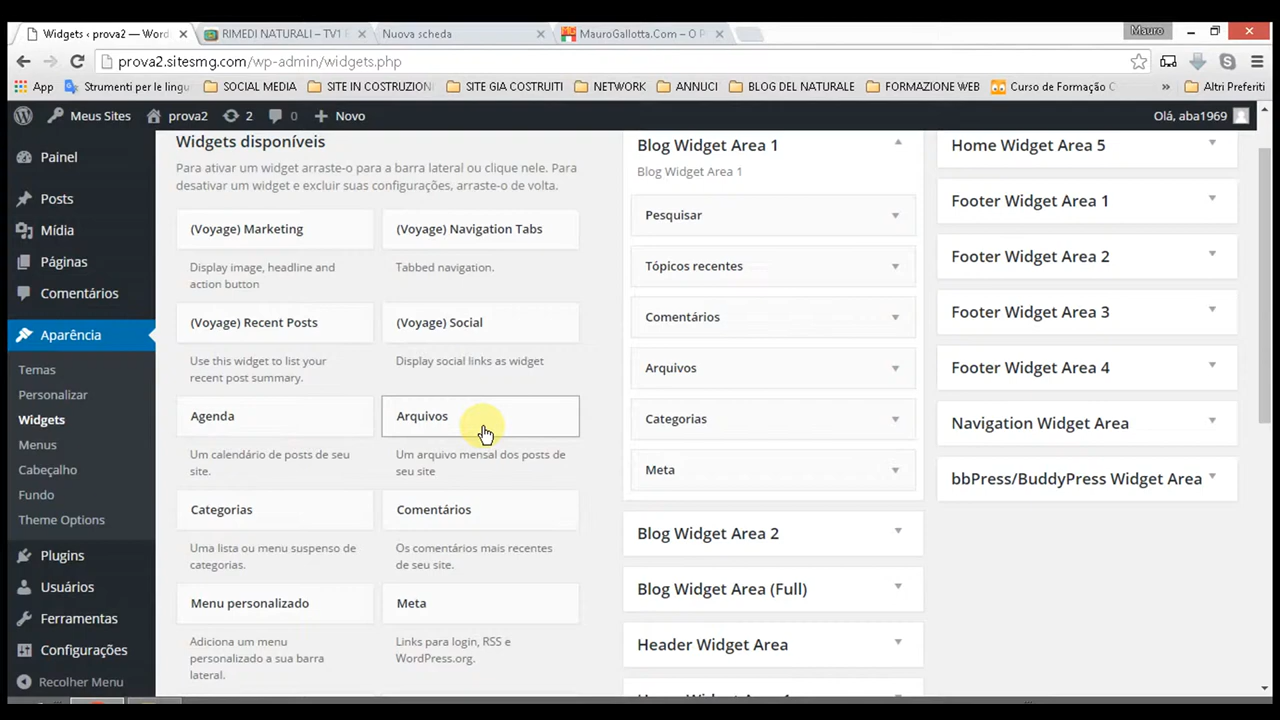 Widgets ‹ prova2 — Word
RIMEDI NATURALI – TV1
Nuova scheda
MauroGallotta.Com – O P
Mauro
prova2.sitesmg.com/wp-admin/widgets.php
App
Strumenti per le lingu
SOCIAL MEDIA
SITE IN COSTRUZION
SITE GIA COSTRUITI
NETWORK
ANNUCI
BLOG DEL NATURALE
FORMAZIONE WEB
Curso de Formação C
»
Altri Preferiti
Meus Sites
prova2
2
0
Novo
Olá, aba1969
Painel
Posts
Mídia
Páginas
Comentários
Aparência
Temas
Personalizar
Widgets
Menus
Cabeçalho
Fundo
Theme Options
Plugins
Usuários
Ferramentas
Configurações
Recolher Menu
Widgets disponíveis
Para ativar um widget arraste-o para a barra lateral ou clique nele. Para
desativar um widget e excluir suas configurações, arraste-o de volta.
(Voyage) Marketing
Display image, headline and
action button
(Voyage) Navigation Tabs
Tabbed navigation.
(Voyage) Recent Posts
Use this widget to list your
recent post summary.
(Voyage) Social
Display social links as widget
Agenda
Um calendário de posts de seu
site.
Arquivos
Um arquivo mensal dos posts de
seu site
Categorias
Uma lista ou menu suspenso de
categorias.
Comentários
Os comentários mais recentes
de seu site.
Menu personalizado
Adiciona um menu
personalizado a sua barra
lateral.
Meta
Links para login, RSS e
WordPress.org.
Blog Widget Area 1
Blog Widget Area 1
Pesquisar
Tópicos recentes
Comentários
Arquivos
Categorias
Meta
Blog Widget Area 2
Blog Widget Area (Full)
Header Widget Area
Home Widget Area 5
Footer Widget Area 1
Footer Widget Area 2
Footer Widget Area 3
Footer Widget Area 4
Navigation Widget Area
bbPress/BuddyPress Widget Area